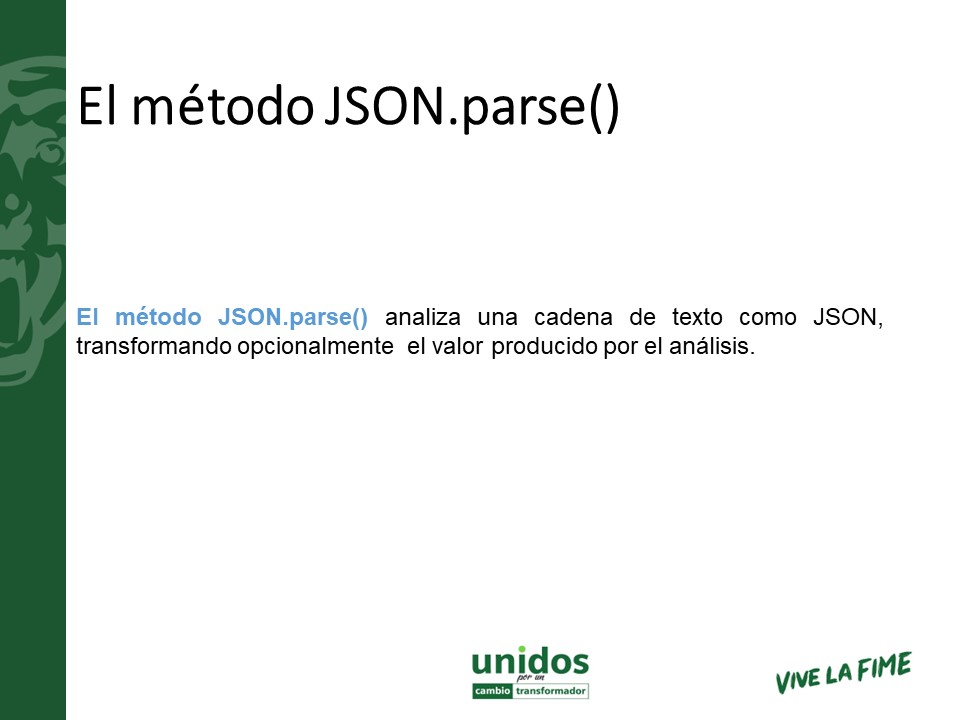 El método JSON.parse()
El método JSON.parse() analiza una cadena de texto como JSON,
transformando opcionalmente el valor producido por el análisis.
unidos
por un
cambio transformador
VIVE LA FIME